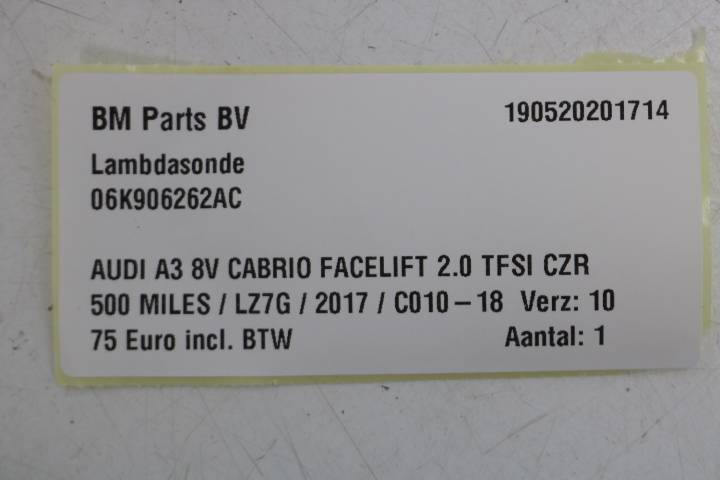 BM Parts BV 190520201714
Lambdasonde
06K906262AC
AUDI A3 8V CABRIO FACELIFT 2.0 TFSI CZR
500 MILES / LZ7G / 2017 / C010-18 Verz: 10
75 Euro incl. BTW Aantal: 1